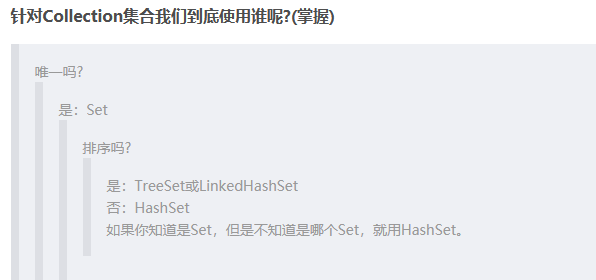 针对Collection集合我们到底使用谁呢?(掌握)
唯一吗?
是：Set
排序吗?
是：TreeSet或LinkedHashSet
否：HashSet
如果你知道是Set，但是不知道是哪个Set，就用HashSet。